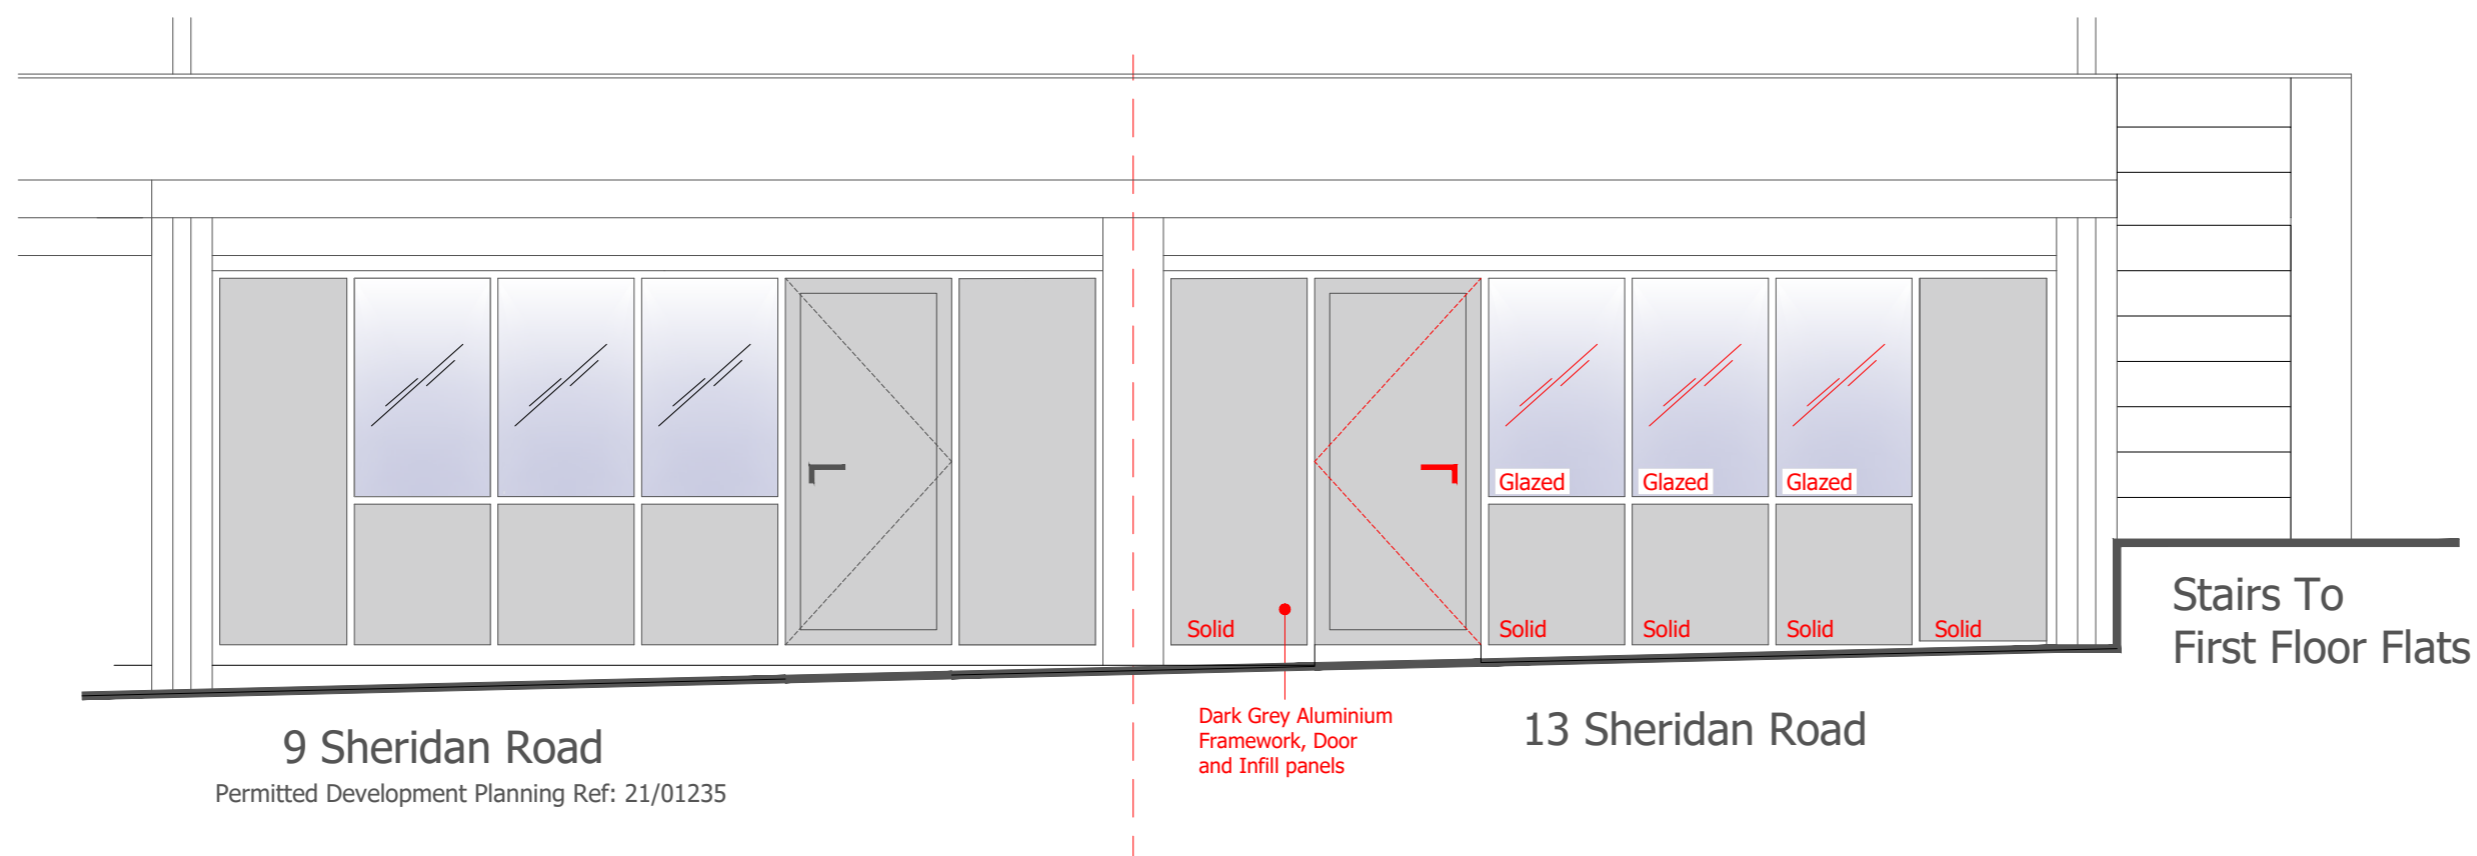 Glazed
Glazed
Glazed
Solid
Solid
Solid
Solid
Solid
Stairs To
First Floor Flats
Dark Grey Aluminium
Framework, Door
and Infill panels
13 Sheridan Road
9 Sheridan Road
Permitted Development Planning Ref: 21/01235